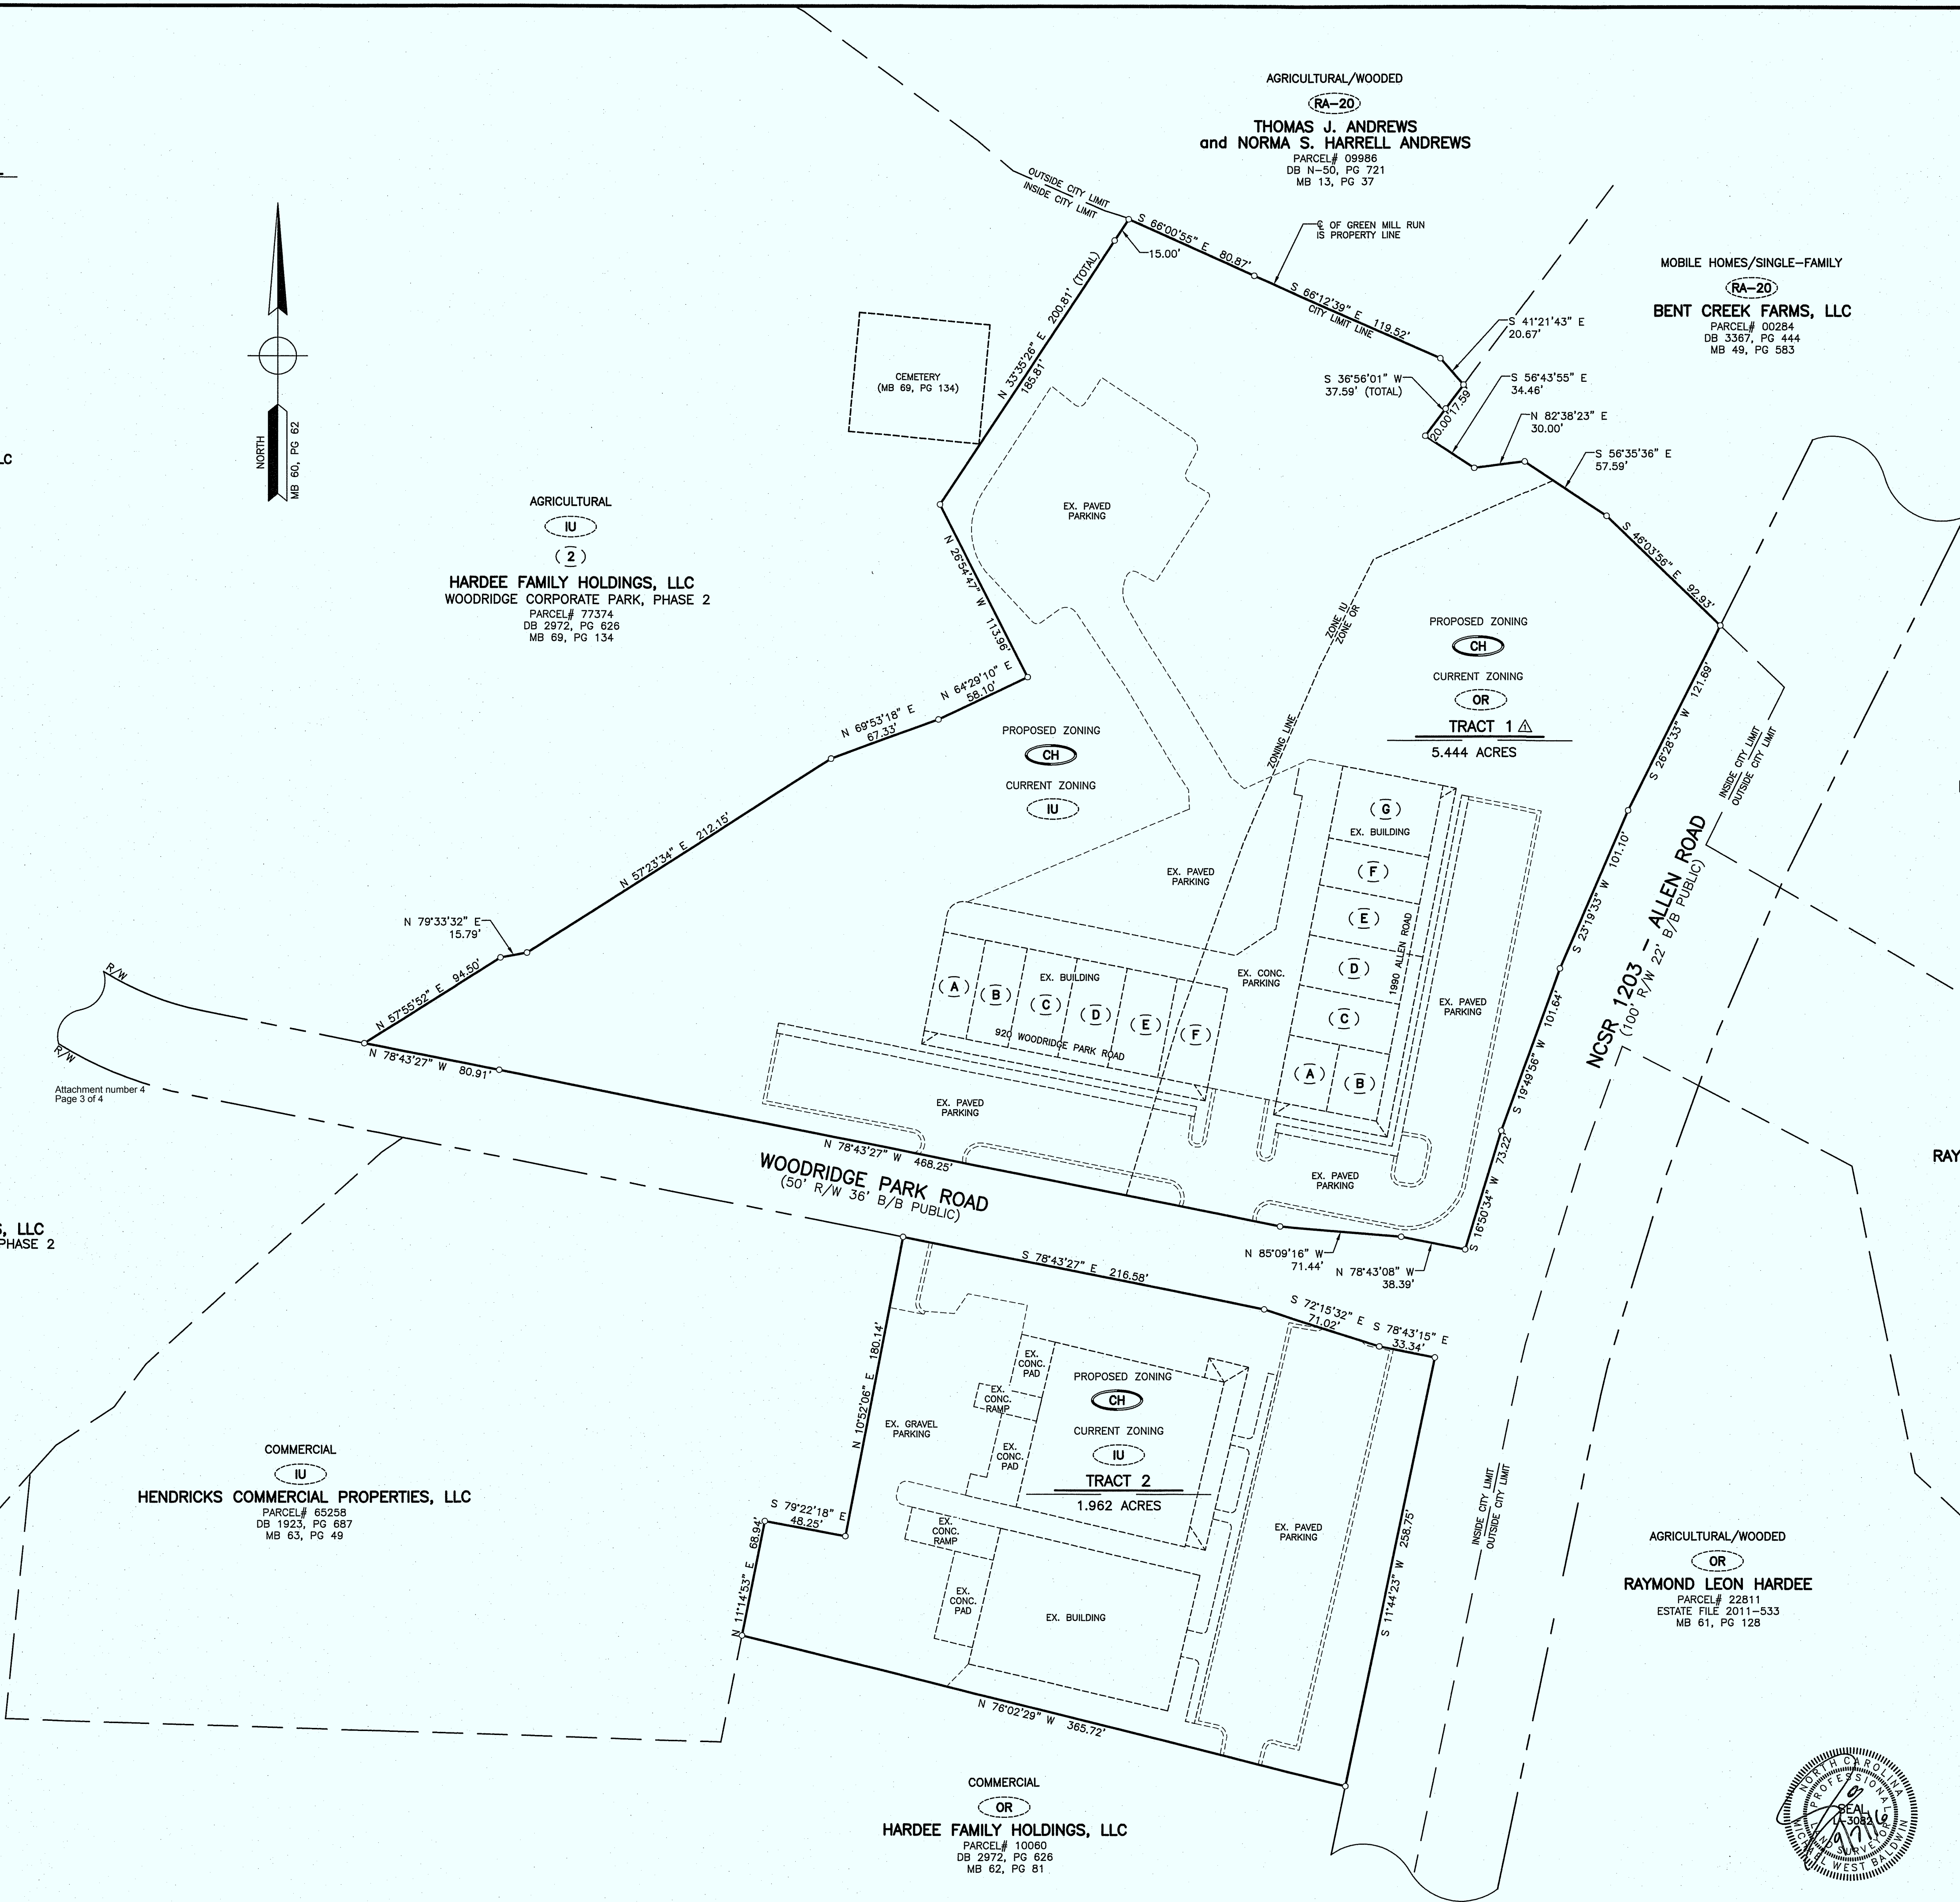 AGRICULTURAL/WOODED
RA-20
THOMAS J. ANDREWS
and NORMA S. HARRELL ANDREWS
PARCEL# 09986
DB N-50, PG 721
MB 13, PG 37
OUTSIDE CITY LIMIT
INSIDE CITY LIMIT
S 66°00'55" E 80.87'
℄ OF GREEN MILL RUN
IS PROPERTY LINE
15.00'
S 66°12'39" E 119.52'
CITY LIMIT LINE
MOBILE HOMES/SINGLE-FAMILY
RA-20
BENT CREEK FARMS, LLC
PARCEL# 00284
DB 3367, PG 444
MB 49, PG 583
S 41°21'43" E
20.67'
S 36°56'01" W
37.59' (TOTAL)
20.00'
17.59'
S 56°43'55" E
34.46'
N 82°38'23" E
30.00'
S 56°35'36" E
57.59'
N 33°35'26" E 200.81' (TOTAL)
185.81'
CEMETERY
(MB 69, PG 134)
NORTH
MB 60, PG 62
LC
AGRICULTURAL
IU
2
HARDEE FAMILY HOLDINGS, LLC
WOODRIDGE CORPORATE PARK, PHASE 2
PARCEL# 77374
DB 2972, PG 626
MB 69, PG 134
EX. PAVED
PARKING
S 46°03'56" E 92.93'
N 26°54'47" W 113.96'
ZONE IU
ZONE OR
PROPOSED ZONING
CH
CURRENT ZONING
OR
TRACT 1 1
5.444 ACRES
N 64°29'10" E
58.10'
N 69°53'18" E
67.33'
PROPOSED ZONING
CH
CURRENT ZONING
IU
ZONING LINE
S 26°28'33" W 121.69'
INSIDE CITY LIMIT
OUTSIDE CITY LIMIT
N 57°23'34" E 212.15'
G
EX. BUILDING
F
E
D
C
A
B
1990 ALLEN ROAD
EX. PAVED
PARKING
EX. PAVED
PARKING
S 23°19'33" W 101.10'
NCSR 1203 - ALLEN ROAD
(100' R/W 22' B/B PUBLIC)
N 79°33'32" E
15.79'
N 57°55'52" E 94.50'
EX. CONC.
PARKING
EX. BUILDING
A
B
C
D
E
F
920 WOODRIDGE PARK ROAD
R/W
R/W
N 78°43'27" W 80.91'
Attachment number 4
Page 3 of 4
S 19°49'56" W 101.64'
EX. PAVED
PARKING
N 78°43'27" W 468.25'
WOODRIDGE PARK ROAD
(50' R/W 36' B/B PUBLIC)
EX. PAVED
PARKING
S 16°50'34" W 73.22'
RAY
N 85°09'16" W
71.44'
N 78°43'08" W
38.39'
S, LLC
PHASE 2
S 78°43'27" E 216.58'
S 72°15'32" E
71.02'
S 78°43'15" E
33.34'
N 10°52'06" E 180.14'
EX.
CONC.
PAD
EX.
CONC.
RAMP
EX. GRAVEL
PARKING
EX.
CONC.
PAD
PROPOSED ZONING
CH
CURRENT ZONING
IU
TRACT 2
1.962 ACRES
COMMERCIAL
IU
HENDRICKS COMMERCIAL PROPERTIES, LLC
PARCEL# 65258
DB 1923, PG 687
MB 63, PG 49
S 79°22'18" E
48.25'
N 11°14'53" E 68.94'
EX.
CONC.
RAMP
EX.
CONC.
PAD
EX. BUILDING
EX. PAVED
PARKING
S 11°44'23" W 258.75'
INSIDE CITY LIMIT
OUTSIDE CITY LIMIT
AGRICULTURAL/WOODED
OR
RAYMOND LEON HARDEE
PARCEL# 22811
ESTATE FILE 2011-533
MB 61, PG 128
N 76°02'29" W 365.72'
COMMERCIAL
OR
HARDEE FAMILY HOLDINGS, LLC
PARCEL# 10060
DB 2972, PG 626
MB 62, PG 81
NORTH CAROLINA
PROFESSIONAL
SEAL
L-3082
LAND SURVEYOR
MICHAEL WEST BALDWIN